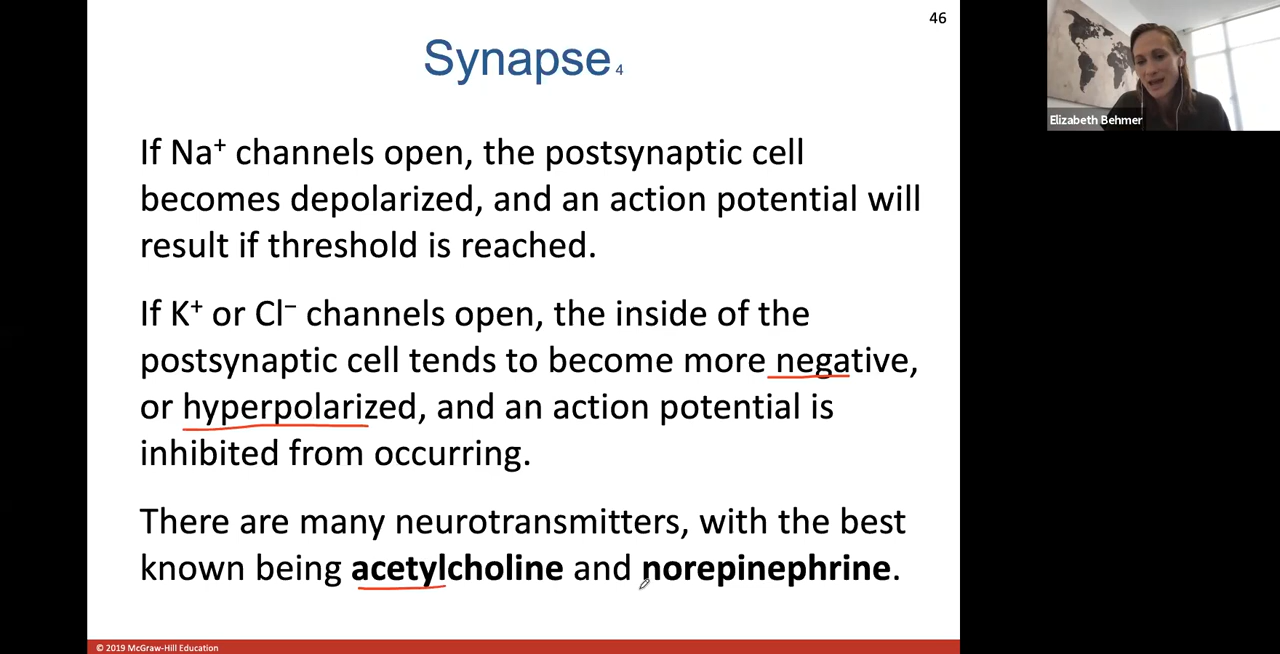 46
Synapse 4
Elizabeth Behmer
If Na⁺ channels open, the postsynaptic cell
becomes depolarized, and an action potential will
result if threshold is reached.
If K⁺ or Cl⁻ channels open, the inside of the
postsynaptic cell tends to become more negative,
or hyperpolarized, and an action potential is
inhibited from occurring.
There are many neurotransmitters, with the best
known being acetylcholine and norepinephrine.
© 2019 McGraw-Hill Education